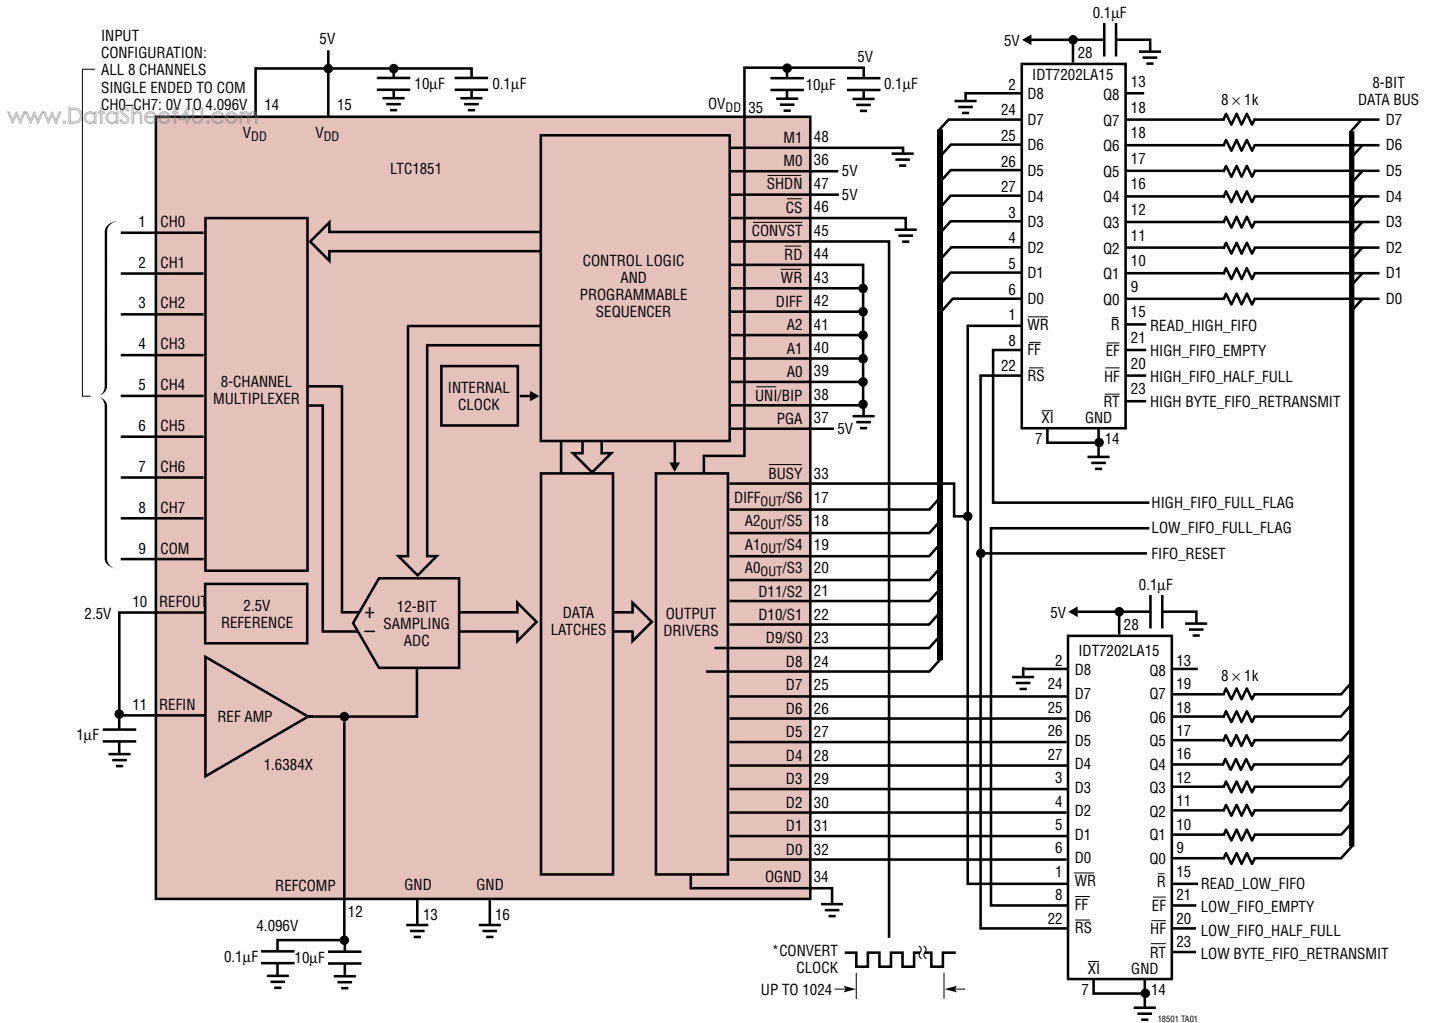 INPUT
CONFIGURATION:
ALL 8 CHANNELS
SINGLE ENDED TO COM
CH0–CH7: 0V TO 4.096V
www.DataSheet4U.com
5V
10µF
0.1µF
14
15
VDD
VDD
LTC1851
5V
10µF
0.1µF
OVDD
35
1 CH0
2 CH1
3 CH2
4 CH3
5 CH4
6 CH5
7 CH6
8 CH7
9 COM
8-CHANNEL
MULTIPLEXER
CONTROL LOGIC
AND
PROGRAMMABLE
SEQUENCER
INTERNAL
CLOCK
M1 48
M0 36
5V
SHDN 47
5V
CS 46
CONVST 45
RD 44
WR 43
DIFF 42
A2 41
A1 40
A0 39
UNI/BIP 38
PGA 37
5V
BUSY 33
DIFFOUT/S6 17
A2OUT/S5 18
A1OUT/S4 19
A0OUT/S3 20
D11/S2 21
D10/S1 22
D9/S0 23
D8 24
D7 25
D6 26
D5 27
D4 28
D3 29
D2 30
D1 31
D0 32
OGND 34
2.5V
10 REFOUT
2.5V
REFERENCE
+
–
12-BIT
SAMPLING
ADC
DATA
LATCHES
OUTPUT
DRIVERS
11 REFIN
1µF
REF AMP
1.6384X
REFCOMP
12
GND
13
GND
16
4.096V
0.1µF
10µF
*CONVERT
CLOCK
UP TO 1024
0.1µF
5V
28
IDT7202LA15
2 D8
24 D7
25 D6
26 D5
27 D4
3 D3
4 D2
5 D1
6 D0
1 WR
8 FF
22 RS
Q8 13
Q7 18
Q6 18
Q5 17
Q4 16
Q3 12
Q2 11
Q1 10
Q0 9
R 15 READ_HIGH_FIFO
EF 21 HIGH_FIFO_EMPTY
HF 20 HIGH_FIFO_HALF_FULL
RT 23 HIGH BYTE_FIFO_RETRANSMIT
XI
GND
7
14
8 × 1k
8-BIT
DATA BUS
D7
D6
D5
D4
D3
D2
D1
D0
HIGH_FIFO_FULL_FLAG
LOW_FIFO_FULL_FLAG
FIFO_RESET
0.1µF
5V
28
IDT7202LA15
2 D8
24 D7
25 D6
26 D5
27 D4
3 D3
4 D2
5 D1
6 D0
1 WR
8 FF
22 RS
Q8 13
Q7 19
Q6 18
Q5 17
Q4 16
Q3 12
Q2 11
Q1 10
Q0 9
R 15 READ_LOW_FIFO
EF 21 LOW_FIFO_EMPTY
HF 20 LOW_FIFO_HALF_FULL
RT 23 LOW BYTE_FIFO_RETRANSMIT
8 × 1k
XI
GND
7
14
18501 TA01